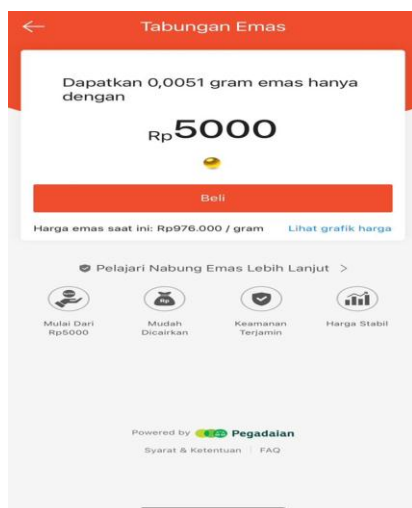 Tabungan Emas
Dapatkan 0,0051 gram emas hanya
dengan
Rp5000
Beli
Harga emas saat ini: Rp976.000 / gram Lihat grafik harga
Pelajari Nabung Emas Lebih Lanjut >
Rp
Mulai Dari
Rp5000
Mudah
Dicairkan
Keamanan
Terjamin
Harga Stabil
Powered by Pegadaian
Syarat & Ketentuan | FAQ